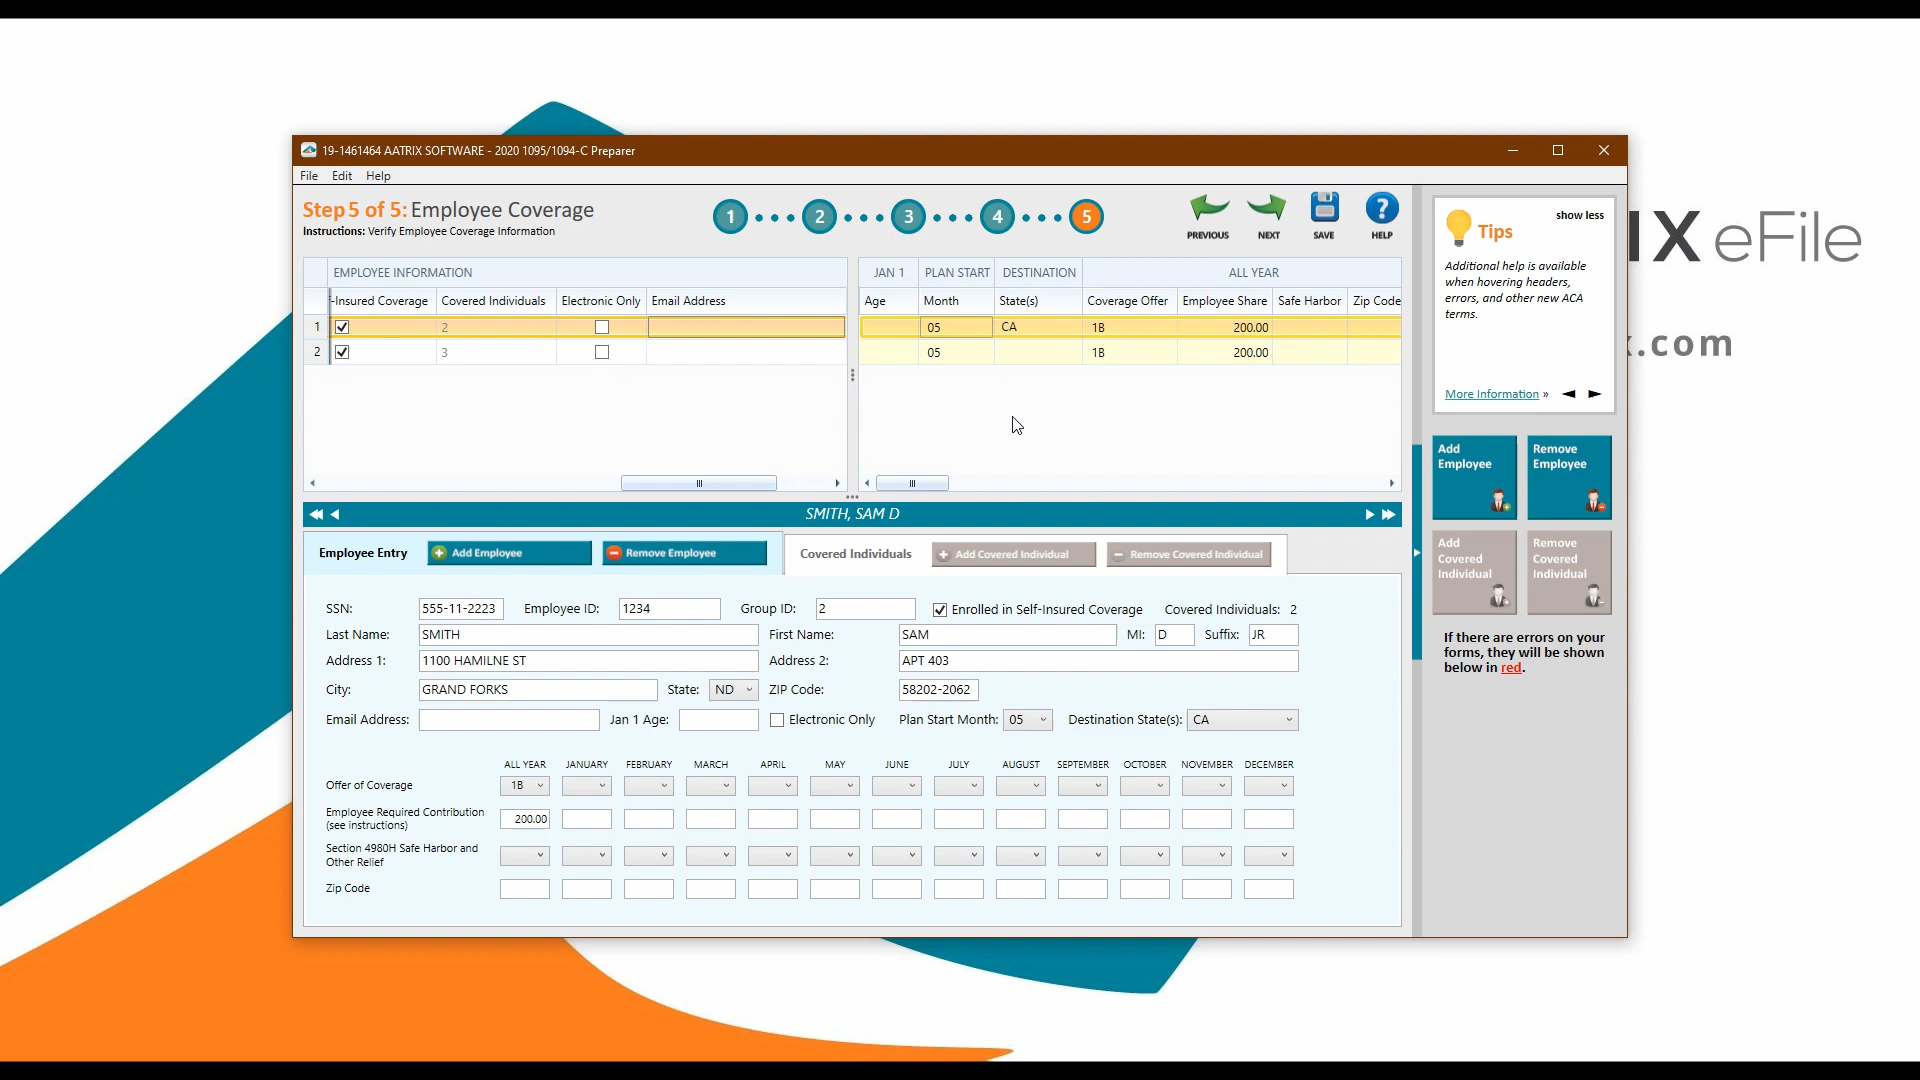 19-1461464 AATRIX SOFTWARE - 2020 1095/1094-C Preparer
File Edit Help
Step 5 of 5: Employee Coverage
Instructions: Verify Employee Coverage Information
1 2 3 4 5
PREVIOUS NEXT SAVE HELP
EMPLOYEE INFORMATION JAN 1 PLAN START DESTINATION ALL YEAR
-Insured Coverage Covered Individuals Electronic Only Email Address Age Month State(s) Coverage Offer Employee Share Safe Harbor Zip Code
1 2 05 CA 1B 200.00
2 3 05 1B 200.00
SMITH, SAM D
Employee Entry Add Employee Remove Employee Covered Individuals Add Covered Individual Remove Covered Individual
SSN: 555-11-2223 Employee ID: 1234 Group ID: 2 Enrolled in Self-Insured Coverage Covered Individuals: 2
Last Name: SMITH First Name: SAM MI: D Suffix: JR
Address 1: 1100 HAMILNE ST Address 2: APT 403
City: GRAND FORKS State: ND ZIP Code: 58202-2062
Email Address: Jan 1 Age: Electronic Only Plan Start Month: 05 Destination State(s): CA
ALL YEAR JANUARY FEBRUARY MARCH APRIL MAY JUNE JULY AUGUST SEPTEMBER OCTOBER NOVEMBER DECEMBER
Offer of Coverage 1B
Employee Required Contribution
(see instructions) 200.00
Section 4980H Safe Harbor and
Other Relief
Zip Code
show less
Tips
Additional help is available
when hovering headers,
errors, and other new ACA
terms.
More Information »
Add
Employee
Remove
Employee
Add
Covered
Individual
Remove
Covered
Individual
If there are errors on your
forms, they will be shown
below in red.
IX eFile
x.com